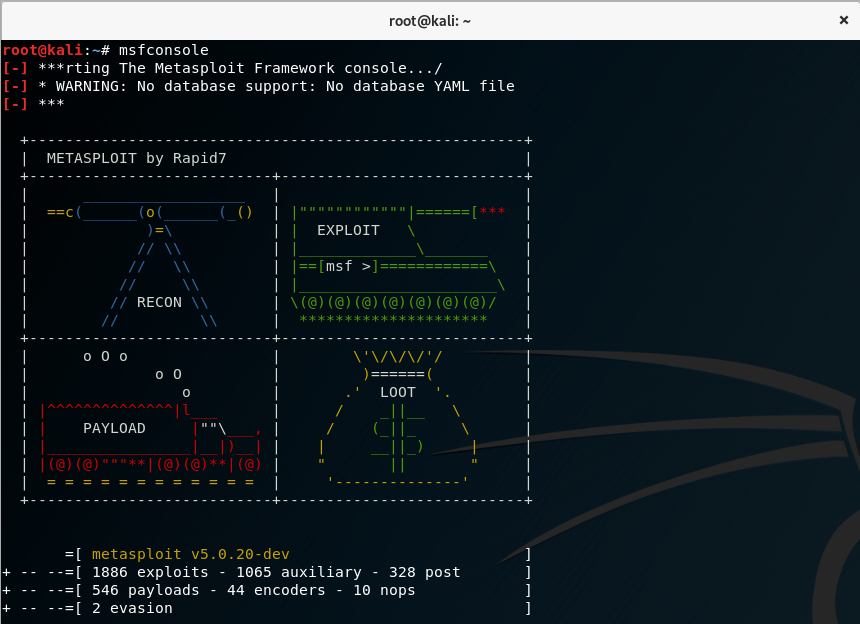 root@kali: ~
root@kali:~# msfconsole
[-] ***rting The Metasploit Framework console.../
[-] * WARNING: No database support: No database YAML file
[-] ***
METASPLOIT by Rapid7
==c(______(o(______(_()
)=\
// \\
// \\
// \\
// RECON \\
// \\
|""""""""""""|======[***
| EXPLOIT \
|_____________\_______
|==[msf >]============\
|______________________\
\(@)(@)(@)(@)(@)(@)(@)/
*********************
o O o
o O
o
|^^^^^^^^^^^^^^|l___
| PAYLOAD |""\___,
|________________|__|)__|
|(@)(@)"""**|(@)(@)**|(@)
= = = = = = = = = = = =
\'\/\/\/'/
)======(
.' LOOT '.
/ _||__ \
/ (_||_ \
| __||_) |
" || "
'--------------'
=[ metasploit v5.0.20-dev ]
+ -- --=[ 1886 exploits - 1065 auxiliary - 328 post ]
+ -- --=[ 546 payloads - 44 encoders - 10 nops ]
+ -- --=[ 2 evasion ]